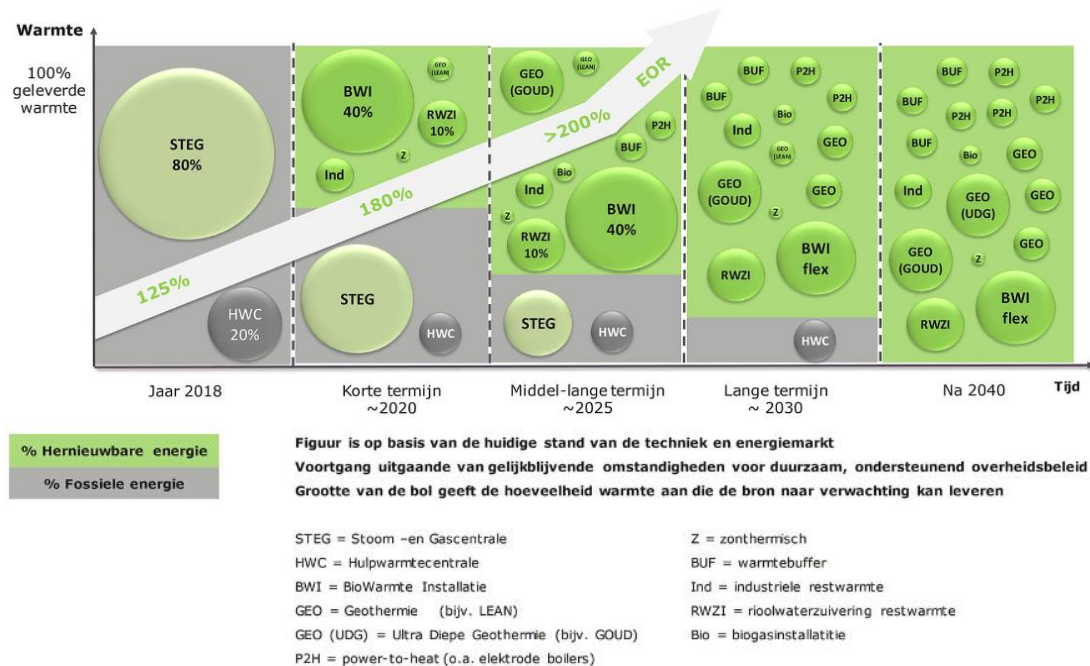 Warmte
100%
geleverde
warmte
STEG
80%
HWC
20%
125%
180%
>200%
EOR
BWI
40%
GEO
(LEAN)
RWZI
10%
Z
Ind
STEG
HWC
GEO
(GOUD)
GEO
(LEAN)
P2H
BUF
Bio
Ind
Z
BWI
40%
RWZI
10%
STEG
HWC
BUF
P2H
BUF
P2H
Bio
Ind
GEO
(LEAN)
GEO
GEO
(GOUD)
GEO
Z
BWI
flex
RWZI
HWC
BUF
P2H
BUF
P2H
P2H
P2H
BUF
Bio
GEO
Ind
GEO
(UDG)
GEO
GEO
(GOUD)
Z
GEO
BWI
flex
RWZI
Jaar 2018
Korte termijn
~2020
Middel-lange termijn
~2025
Lange termijn
~ 2030
Na 2040
Tijd
% Hernieuwbare energie
% Fossiele energie
Figuur is op basis van de huidige stand van de techniek en energiemarkt
Voortgang uitgaande van gelijkblijvende omstandigheden voor duurzaam, ondersteunend overheidsbeleid
Grootte van de bol geeft de hoeveelheid warmte aan die de bron naar verwachting kan leveren
STEG = Stoom –en Gascentrale
HWC = Hulpwarmtecentrale
BWI = BioWarmte Installatie
GEO = Geothermie (bijv. LEAN)
GEO (UDG) = Ultra Diepe Geothermie (bijv. GOUD)
P2H = power-to-heat (o.a. elektrode boilers)
Z = zonthermisch
BUF = warmtebuffer
Ind = industriele restwarmte
RWZI = rioolwaterzuivering restwarmte
Bio = biogasinstallatitie